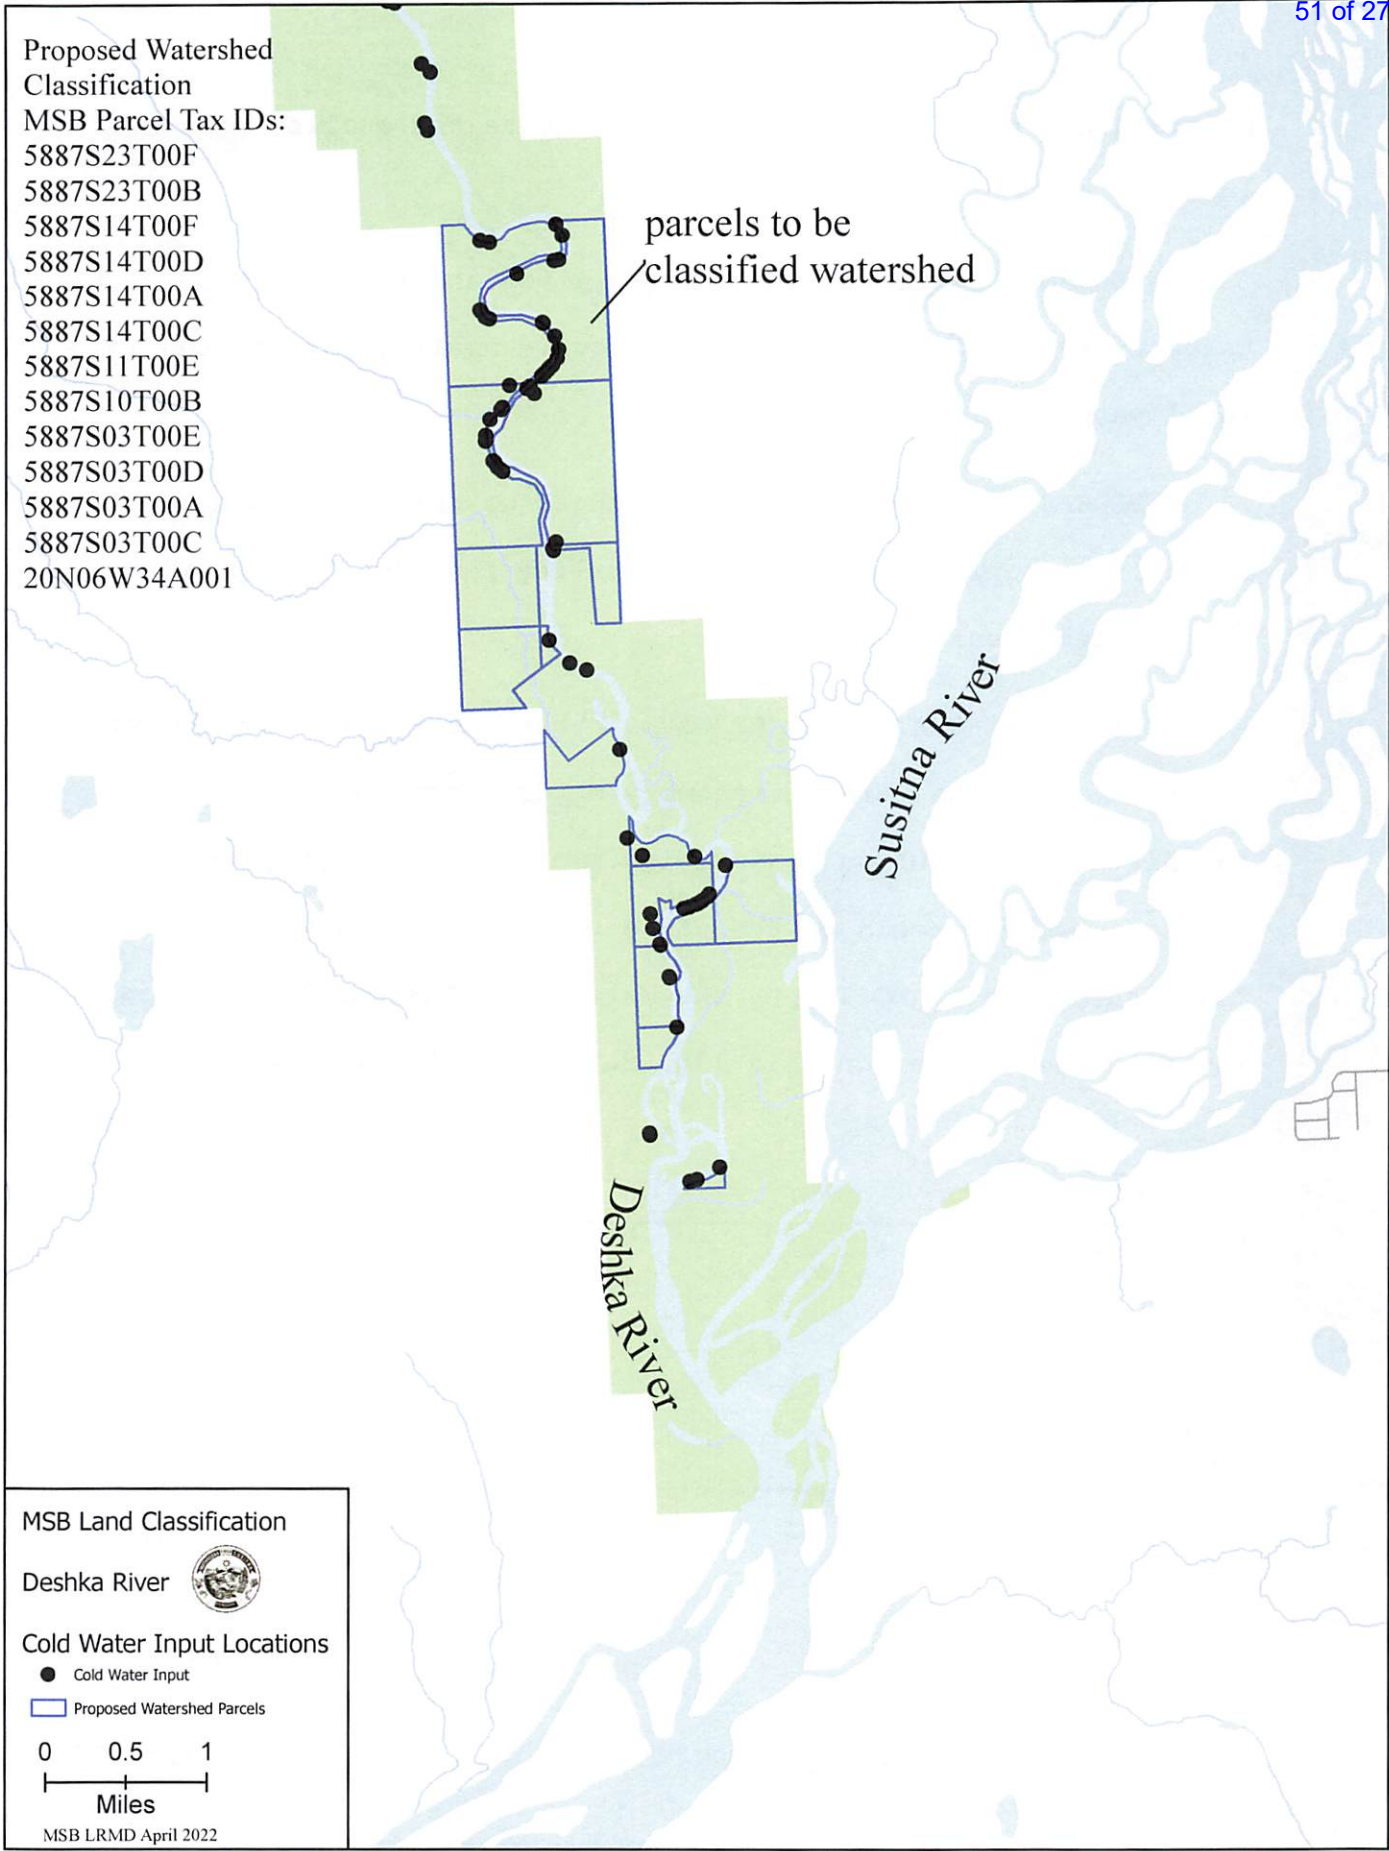 51 of 27
Proposed Watershed
Classification
MSB Parcel Tax IDs:
5887S23T00F
5887S23T00B
5887S14T00F
5887S14T00D
5887S14T00A
5887S14T00C
5887S11T00E
5887S10T00B
5887S03T00E
5887S03T00D
5887S03T00A
5887S03T00C
20N06W34A001
parcels to be
classified watershed
Susitna River
Deshka River
MSB Land Classification
Deshka River
Cold Water Input Locations
Cold Water Input
Proposed Watershed Parcels
0 0.5 1
Miles
MSB LRMD April 2022